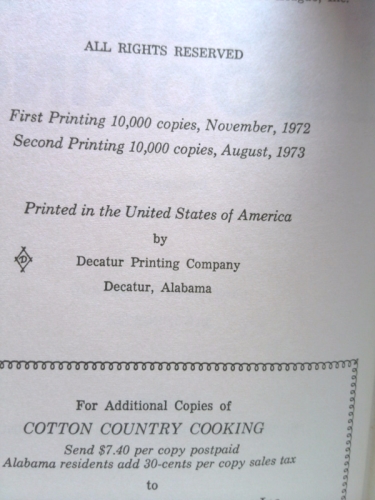 ALL RIGHTS RESERVED
First Printing 10,000 copies, November, 1972
Second Printing 10,000 copies, August, 1973
Printed in the United States of America
by
D
Decatur Printing Company
Decatur, Alabama
For Additional Copies of
COTTON COUNTRY COOKING
Send $7.40 per copy postpaid
Alabama residents add 30-cents per copy sales tax
to